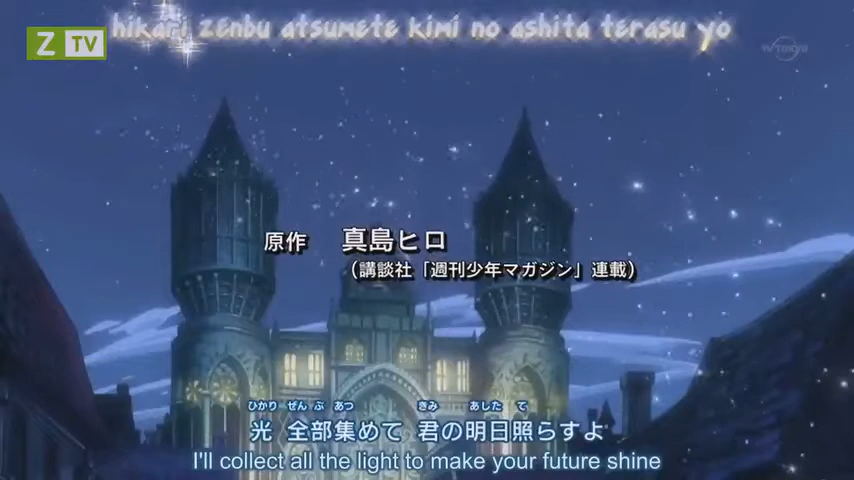 hikari zenbu atsumete kimi no ashita terasu yo
Z TV
TV TOKYO
原作 真島ヒロ
(講談社「週刊少年マガジン」連載)
ひかり ぜん ぶ あつ きみ あした て
光 全部集めて 君の明日照らすよ
I'll collect all the light to make your future shine